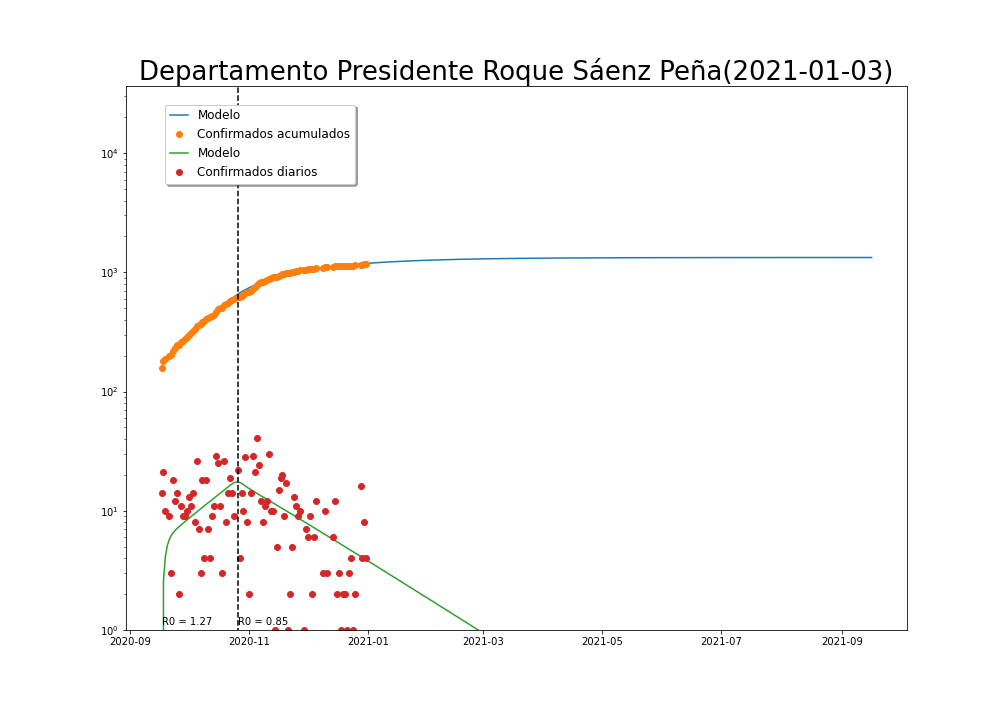 Departamento Presidente Roque Sáenz Peña(2021-01-03)
Modelo
Confirmados acumulados
Modelo
Confirmados diarios
10⁴
10³
10²
10¹
10⁰
R0 = 1.27
R0 = 0.85
2020-09
2020-11
2021-01
2021-03
2021-05
2021-07
2021-09